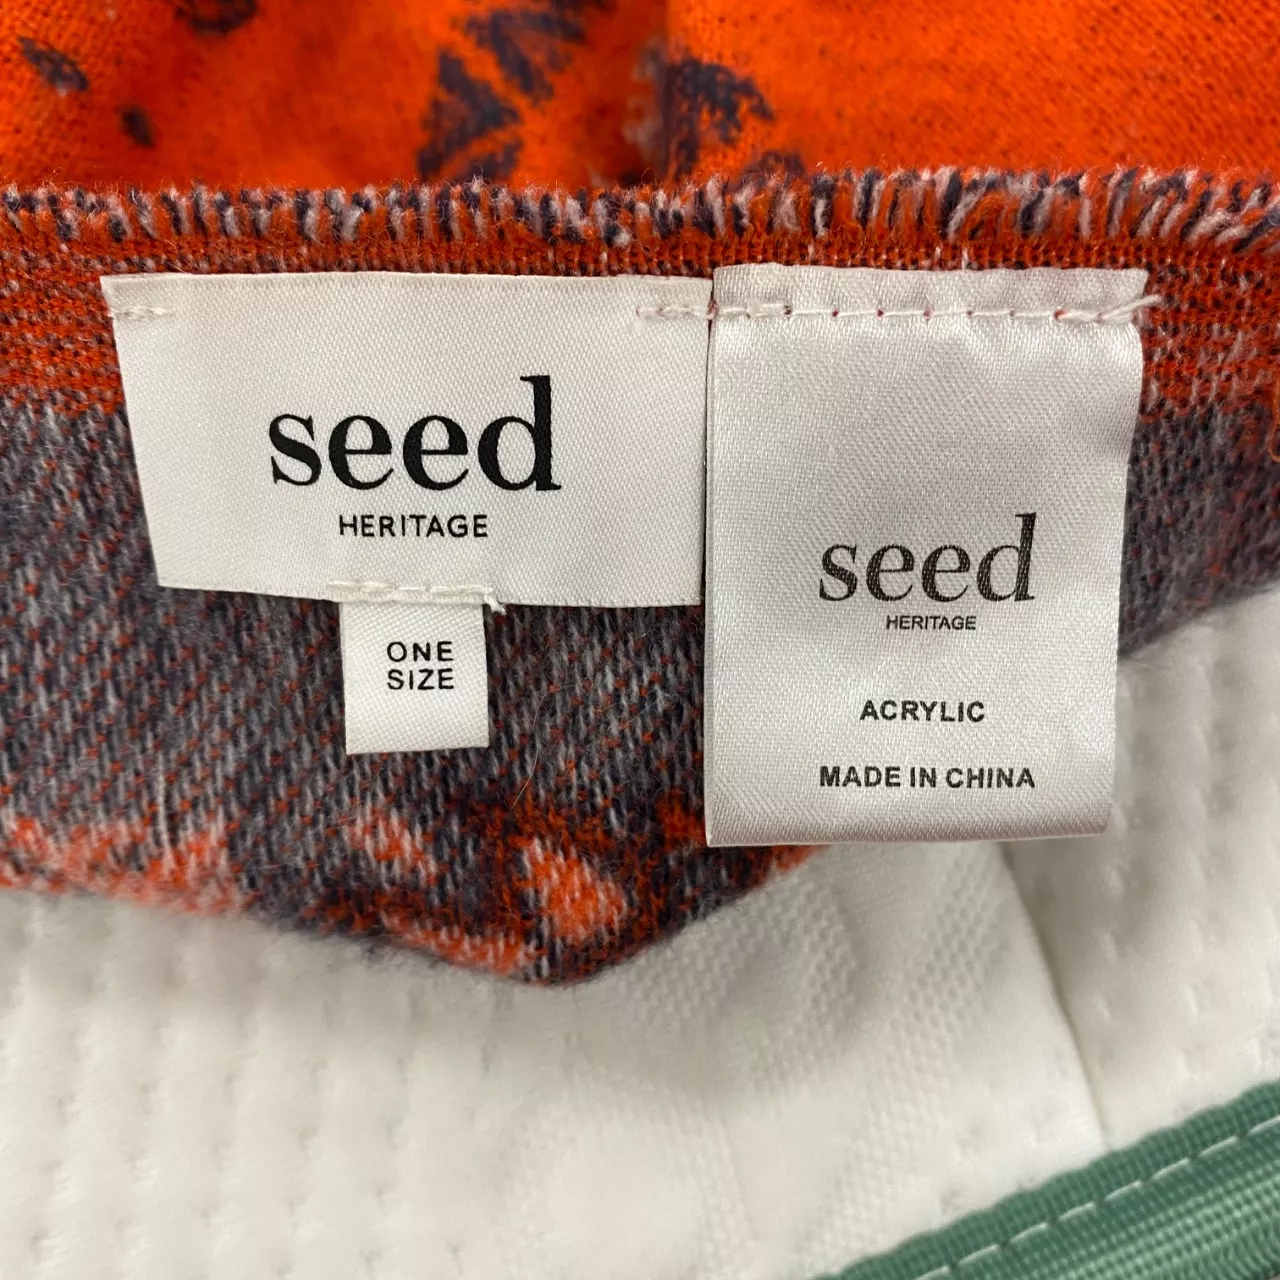 seed
HERITAGE
ONE
SIZE
seed
HERITAGE
ACRYLIC
MADE IN CHINA